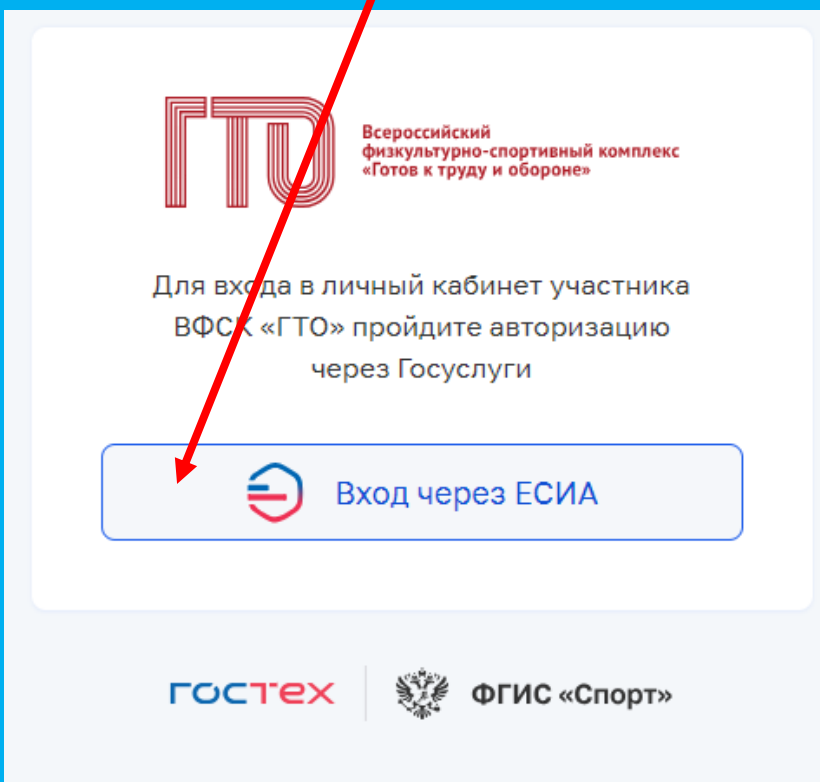 ГТО
Всероссийский
физкультурно-спортивный комплекс
«Готов к труду и обороне»
Для входа в личный кабинет участника
ВФСК «ГТО» пройдите авторизацию
через Госуслуги
Вход через ЕСИА
гостех
ФГИС «Спорт»